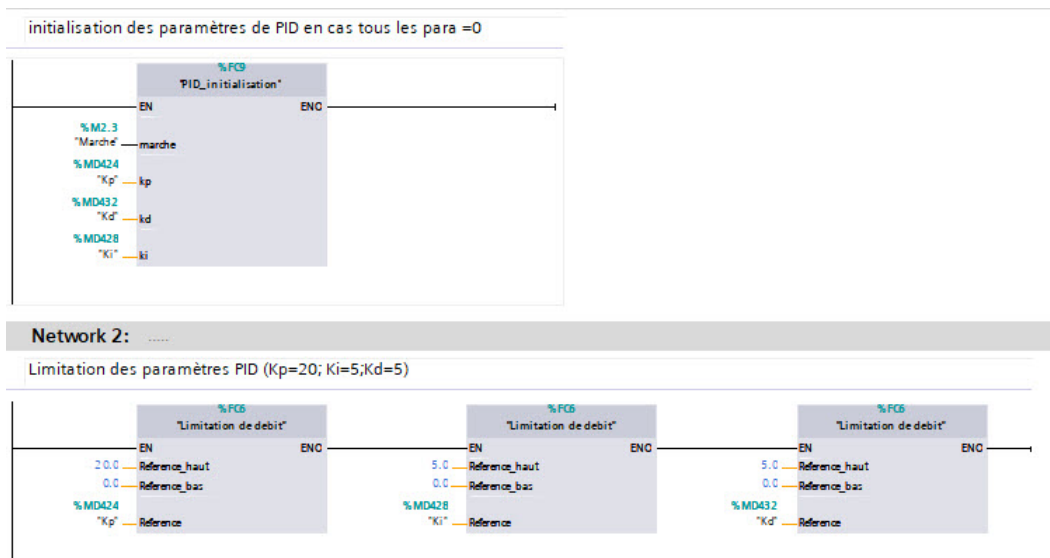 initialisation des paramètres de PID en cas tous les para =0
%FC9
"PID_initialisation"
EN ENO
%M2.3
"Marche" marche
%MD424
"Kp" kp
%MD432
"Kd" kd
%MD428
"Ki" ki
Network 2: .....
Limitation des paramètres PID (Kp=20; Ki=5;Kd=5)
%FC6 %FC6 %FC6
"Limitation de debit" "Limitation de debit" "Limitation de debit"
EN ENO EN ENO EN ENO
20.0 Reference_haut 5.0 Reference_haut 5.0 Reference_haut
0.0 Reference_bas 0.0 Reference_bas 0.0 Reference_bas
%MD424 %MD428 %MD432
"Kp" Reference "Ki" Reference "Kd" Reference